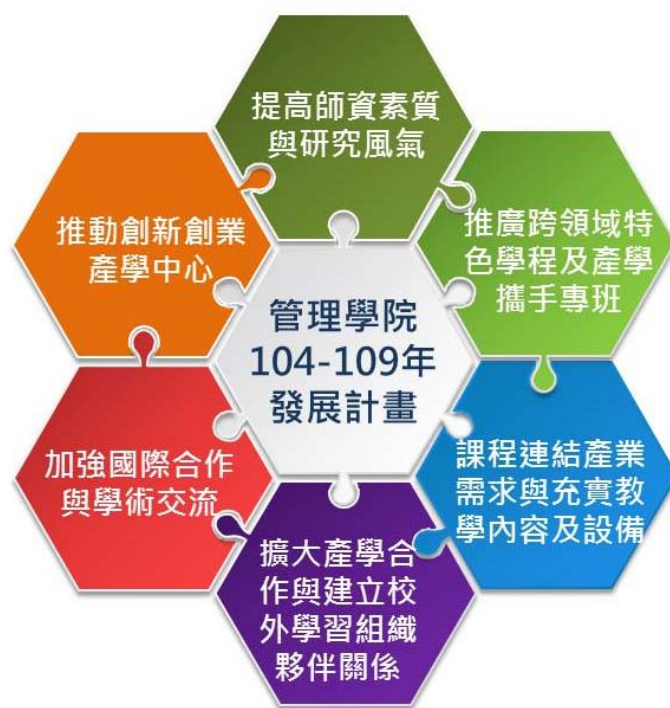 提高師資素質
與研究風氣
推廣跨領域特
色學程及產學
攜手專班
課程連結產業
需求與充實教
學內容及設備
擴大產學合
作與建立校
外學習組織
夥伴關係
加強國際合作
與學術交流
推動創新創業
產學中心
管理學院
104-109年
發展計畫